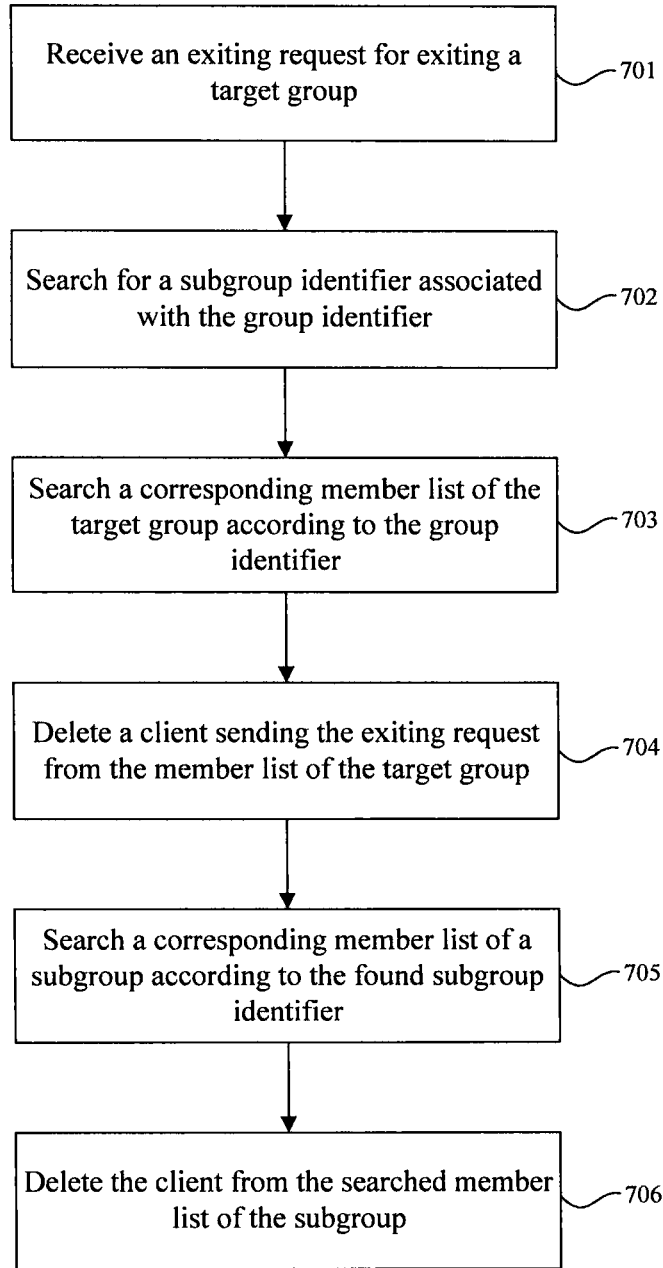 Receive an exiting request for exiting a
target group
701
Search for a subgroup identifier associated
with the group identifier
702
Search a corresponding member list of the
target group according to the group
identifier
703
Delete a client sending the exiting request
from the member list of the target group
704
Search a corresponding member list of a
subgroup according to the found subgroup
identifier
705
Delete the client from the searched member
list of the subgroup
706